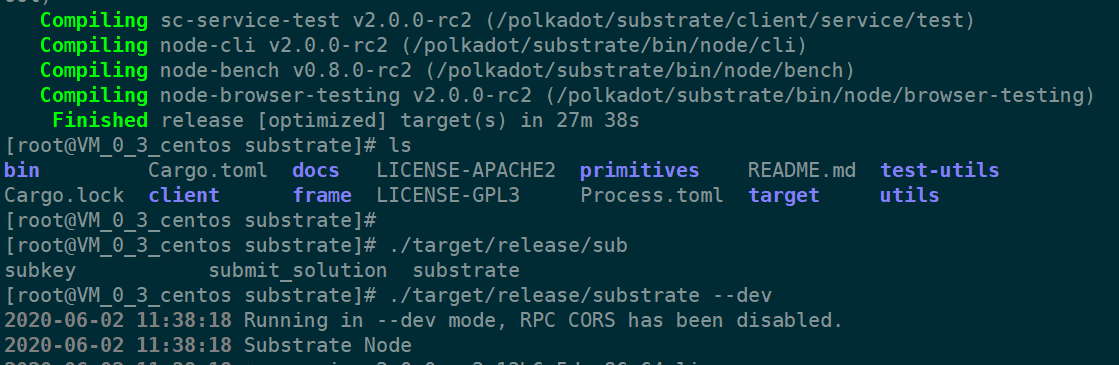 Compiling sc-service-test v2.0.0-rc2 (/polkadot/substrate/client/service/test)
Compiling node-cli v2.0.0-rc2 (/polkadot/substrate/bin/node/cli)
Compiling node-bench v0.8.0-rc2 (/polkadot/substrate/bin/node/bench)
Compiling node-browser-testing v2.0.0-rc2 (/polkadot/substrate/bin/node/browser-testing)
Finished release [optimized] target(s) in 27m 38s
[root@VM_0_3_centos substrate]# ls
bin Cargo.toml docs LICENSE-APACHE2 primitives README.md test-utils
Cargo.lock client frame LICENSE-GPL3 Process.toml target utils
[root@VM_0_3_centos substrate]#
[root@VM_0_3_centos substrate]# ./target/release/sub
subkey submit_solution substrate
[root@VM_0_3_centos substrate]# ./target/release/substrate --dev
2020-06-02 11:38:18 Running in --dev mode, RPC CORS has been disabled.
2020-06-02 11:38:18 Substrate Node